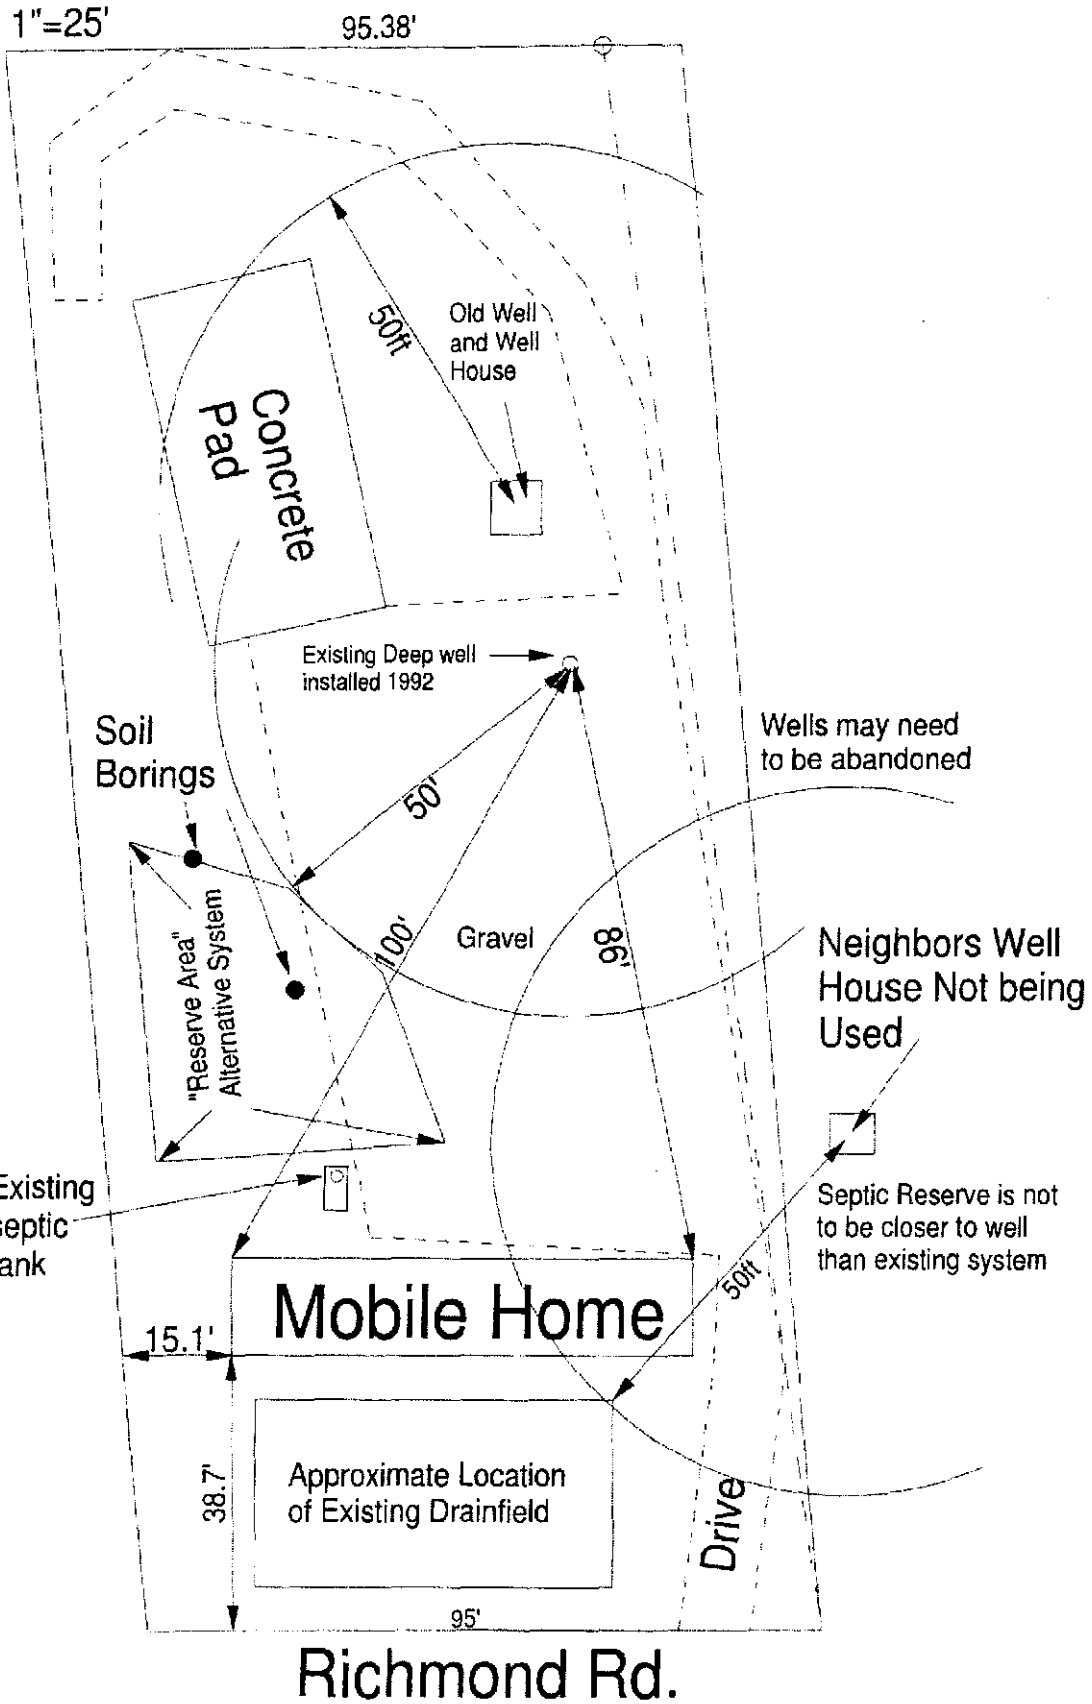 1"=25'
95.38'
50ft
Old Well
and Well
House
Concrete
Pad
Existing Deep well
installed 1992
Soil
Borings
Wells may need
to be abandoned
50'
100'
Gravel
86'
"Reserve Area"
Alternative System
Neighbors Well
House Not being
Used
Existing
septic
tank
Septic Reserve is not
to be closer to well
than existing system
50ft
Mobile Home
15.1'
38.7'
Approximate Location
of Existing Drainfield
Drive
95'
Richmond Rd.